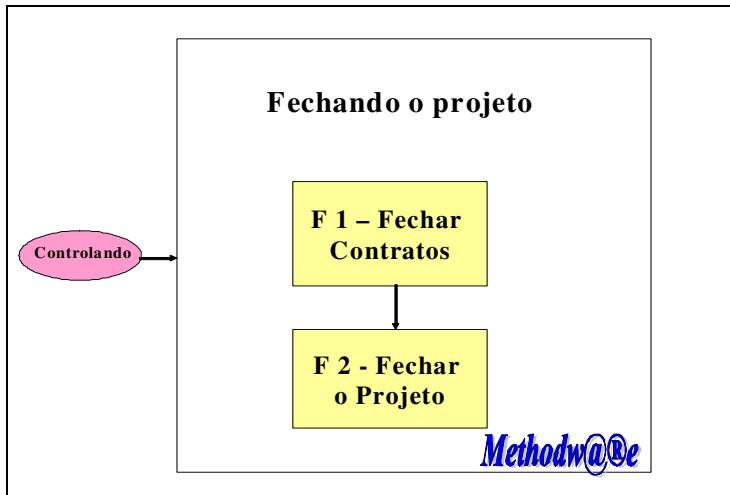 Fechando o projeto
F 1 – Fechar
Contratos
Controlando
F 2 - Fechar
o Projeto
Methodw@®e